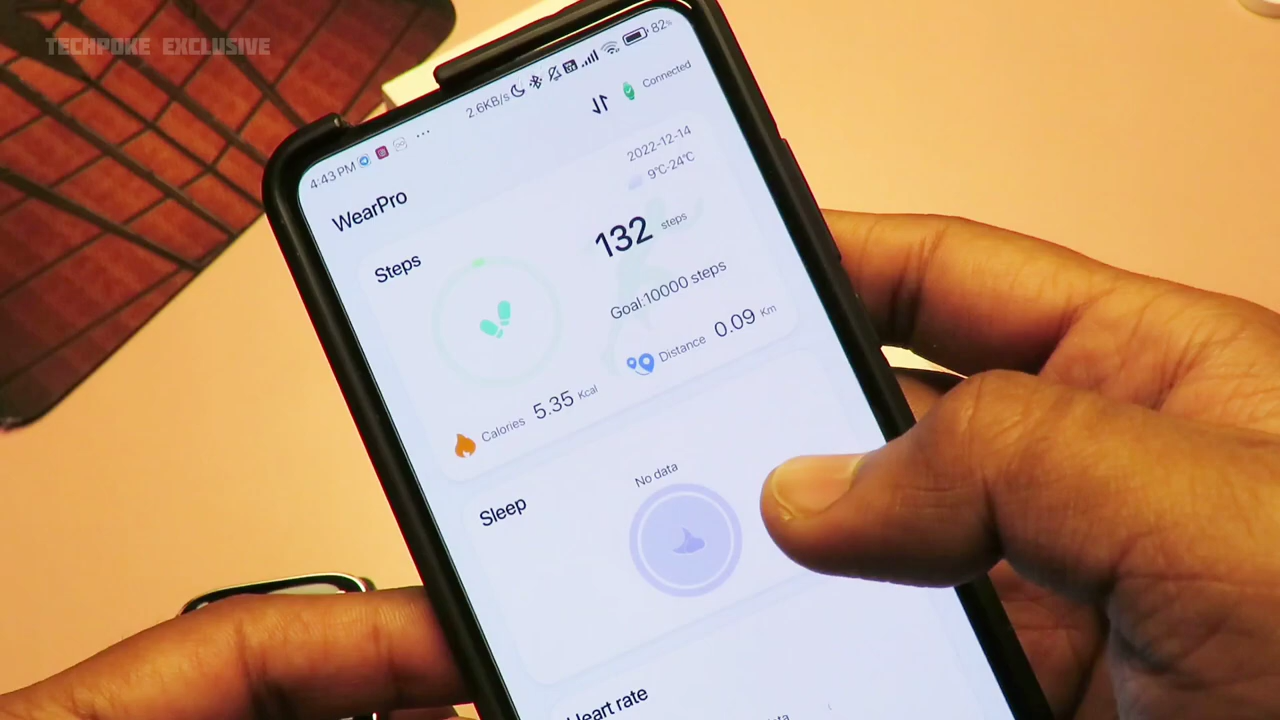 TECHPOKE EXCLUSIVE
4:43 PM ... 2.6KB/s 82%
Connected
WearPro
2022-12-14
9℃-24℃
Steps
132 steps
Goal:10000 steps
Calories 5.35 Kcal
Distance 0.09 Km
Sleep
No data
Heart rate